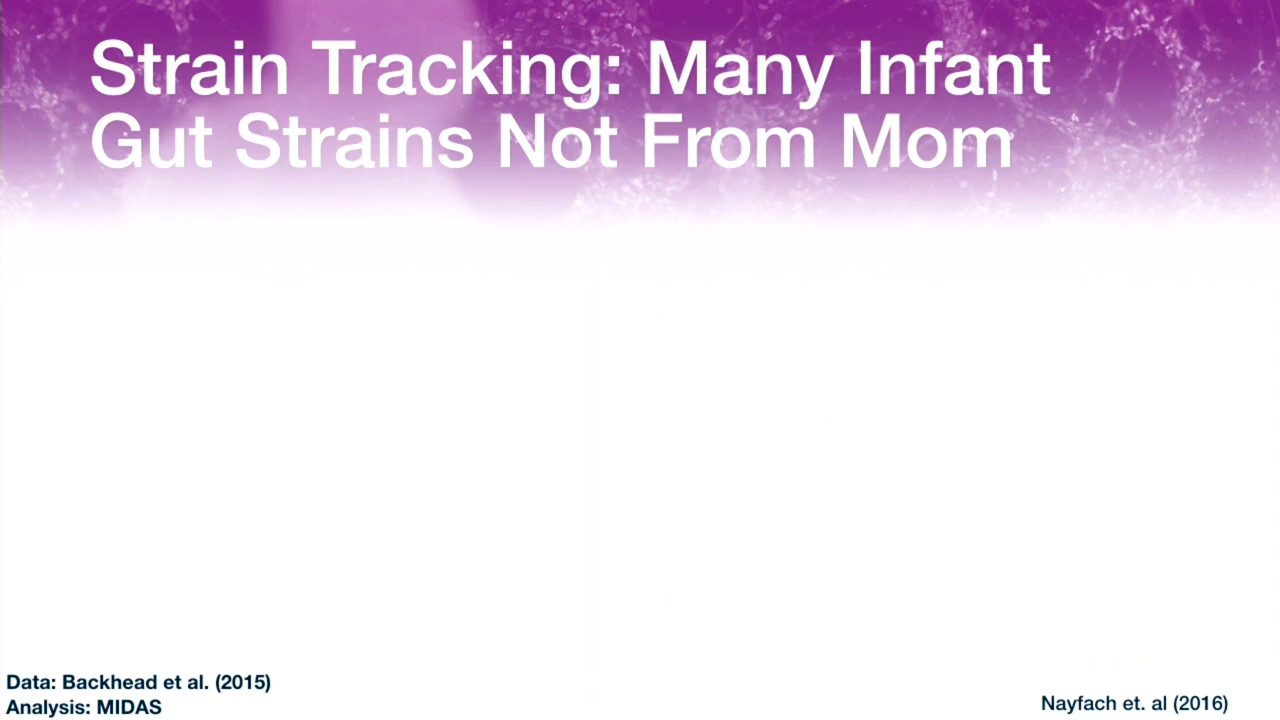 Strain Tracking: Many Infant
Gut Strains Not From Mom
Data: Backhead et al. (2015)
Analysis: MIDAS
Nayfach et. al (2016)